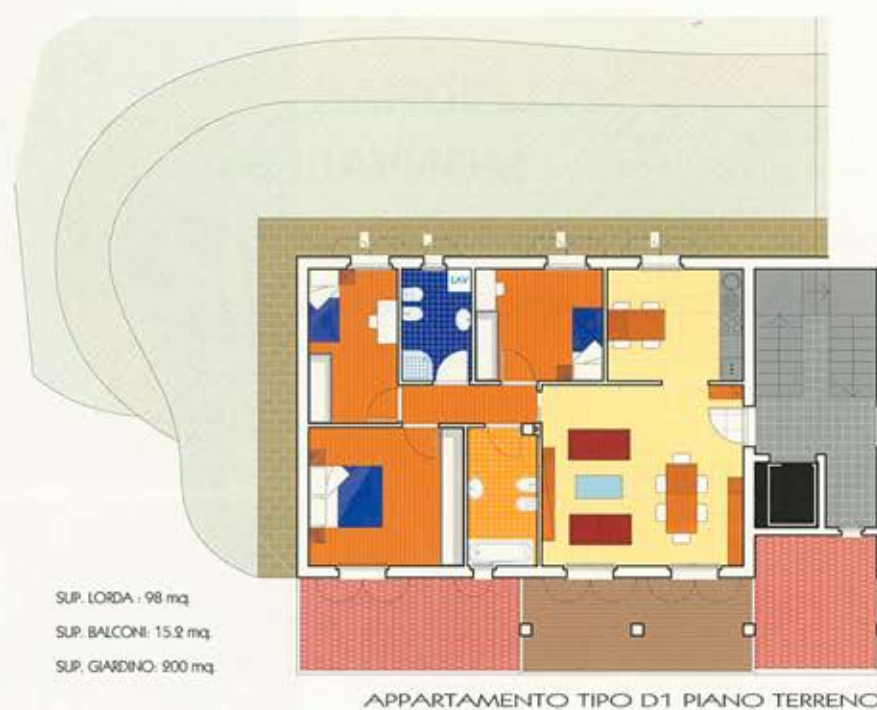 LAV
SUP. LORDA : 98 mq.
SUP. BALCONI: 15.2 mq.
SUP. GIARDINO: 200 mq.
APPARTAMENTO TIPO D1 PIANO TERRENO